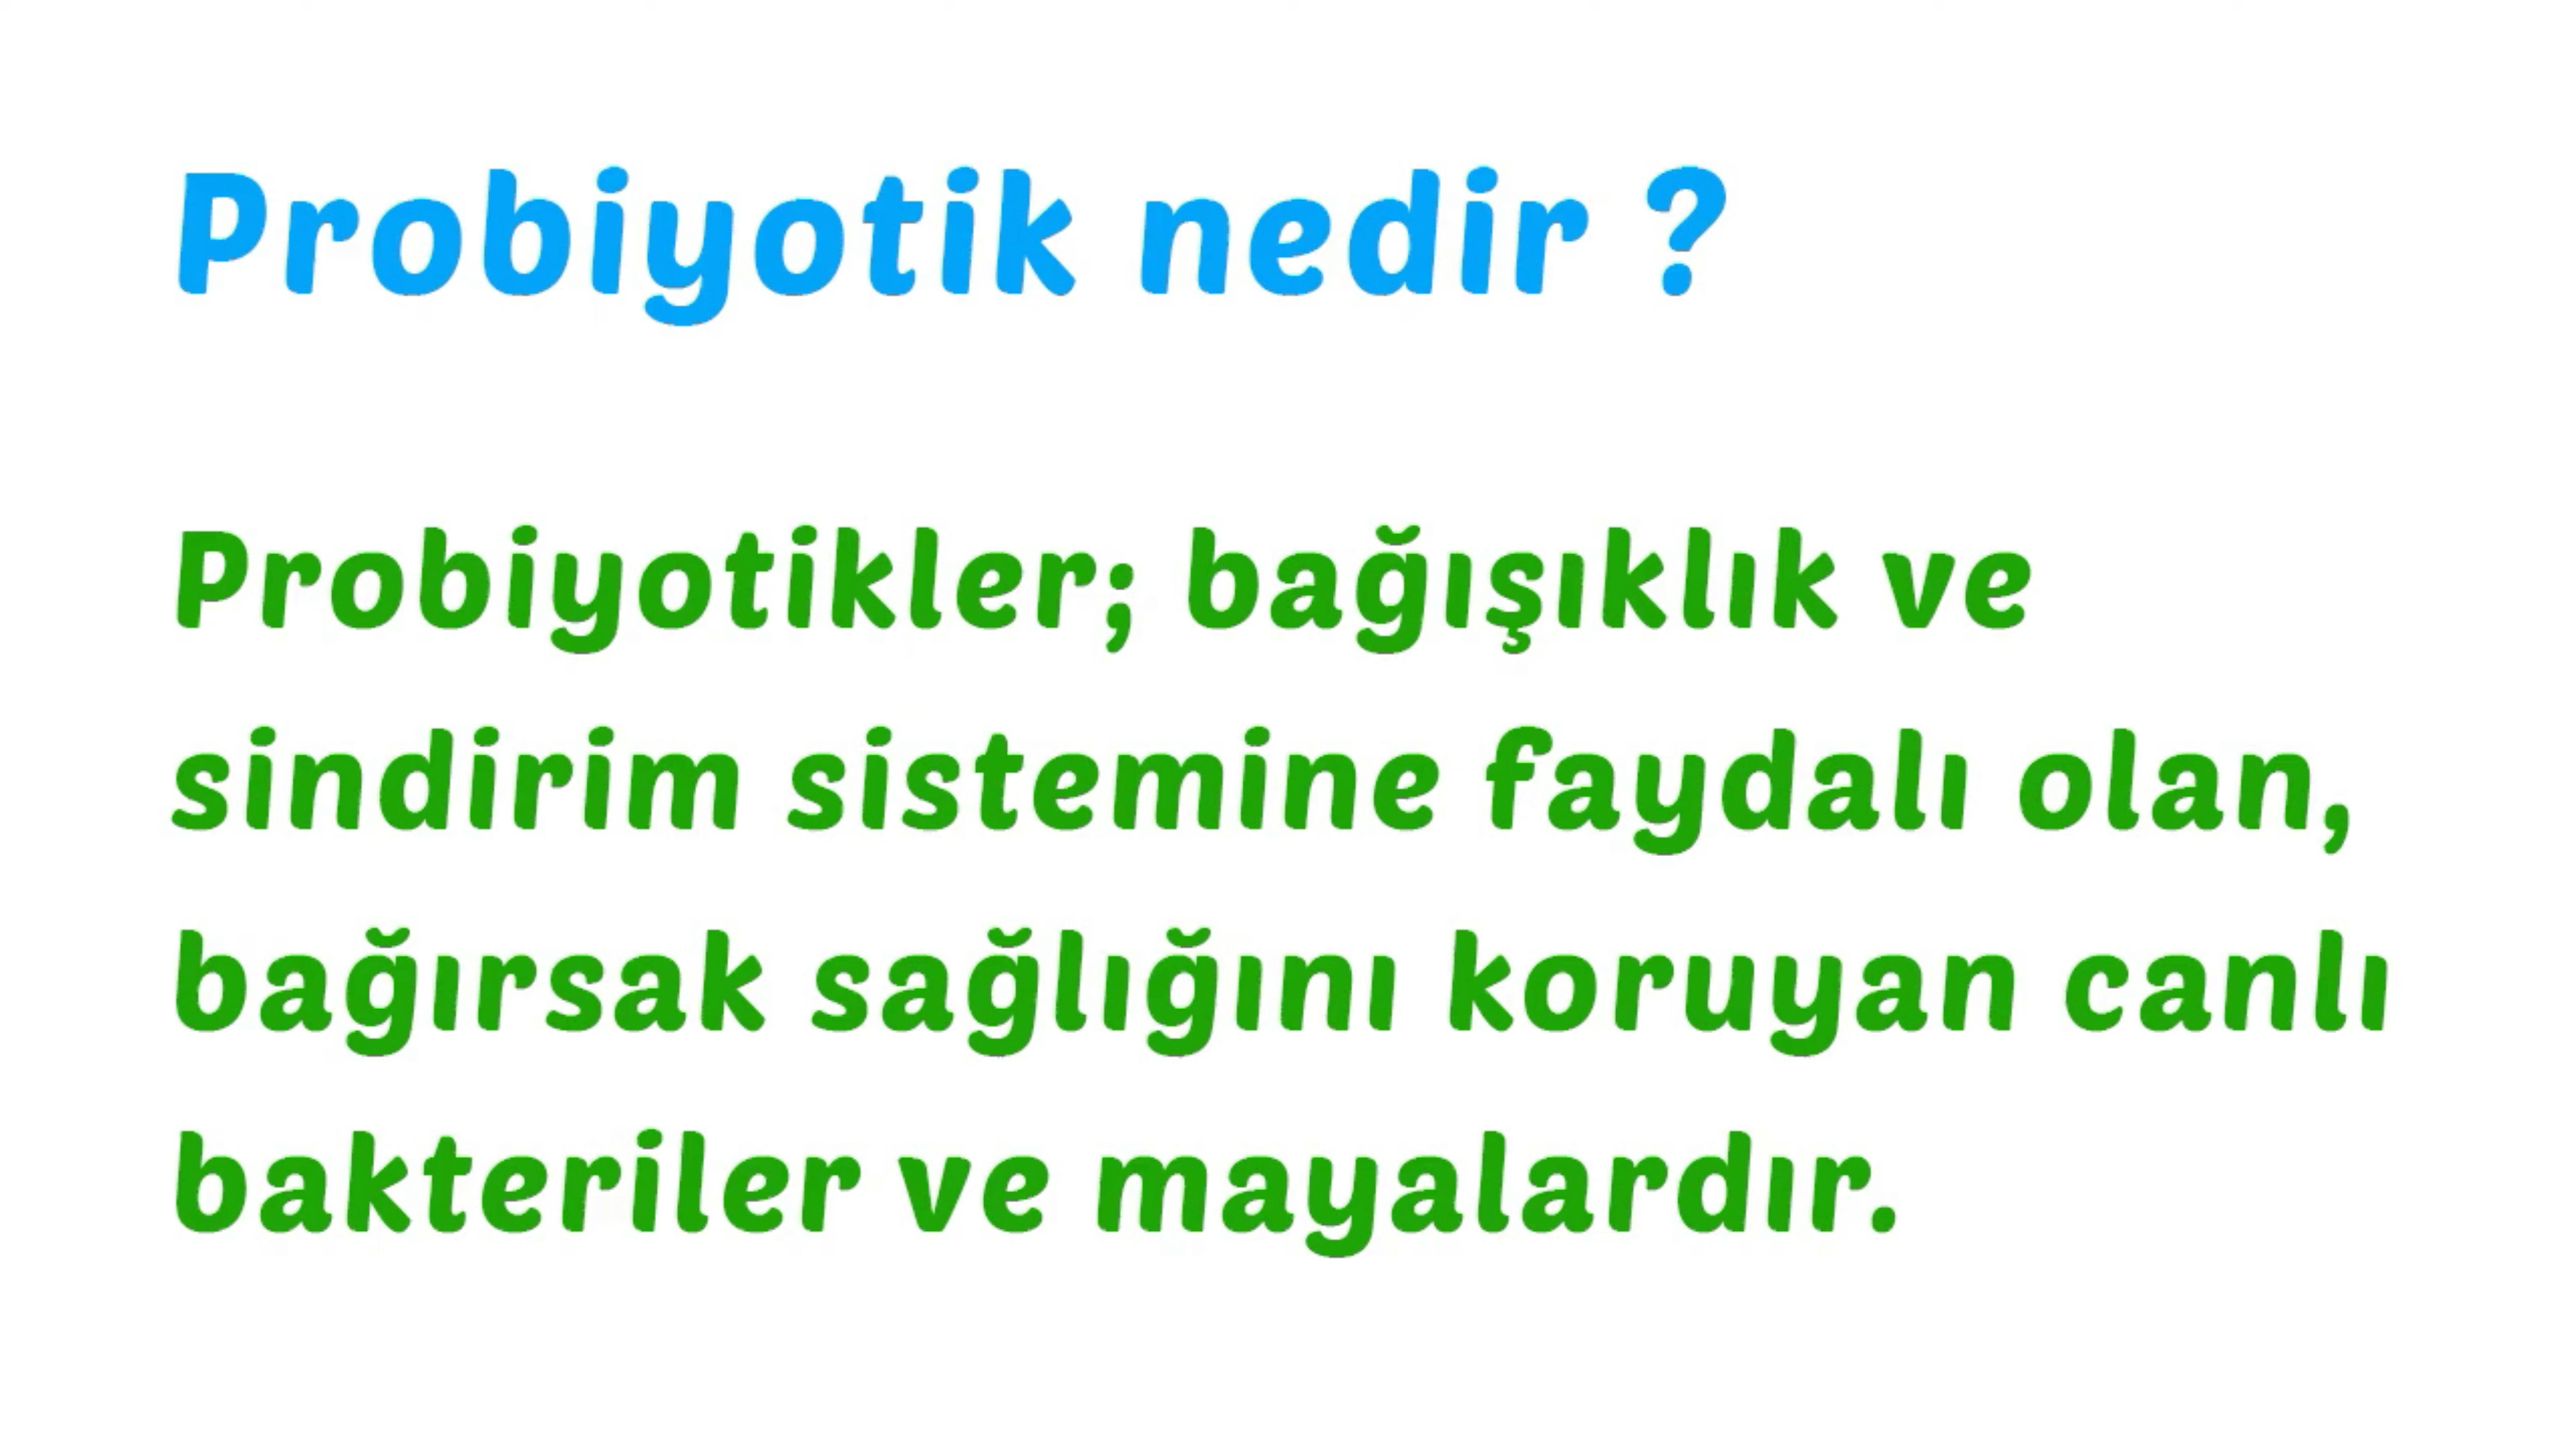 Probiyotik nedir ?
Probiyotikler; bağışıklık ve
sindirim sistemine faydalı olan,
bağırsak sağlığını koruyan canlı
bakteriler ve mayalardır.